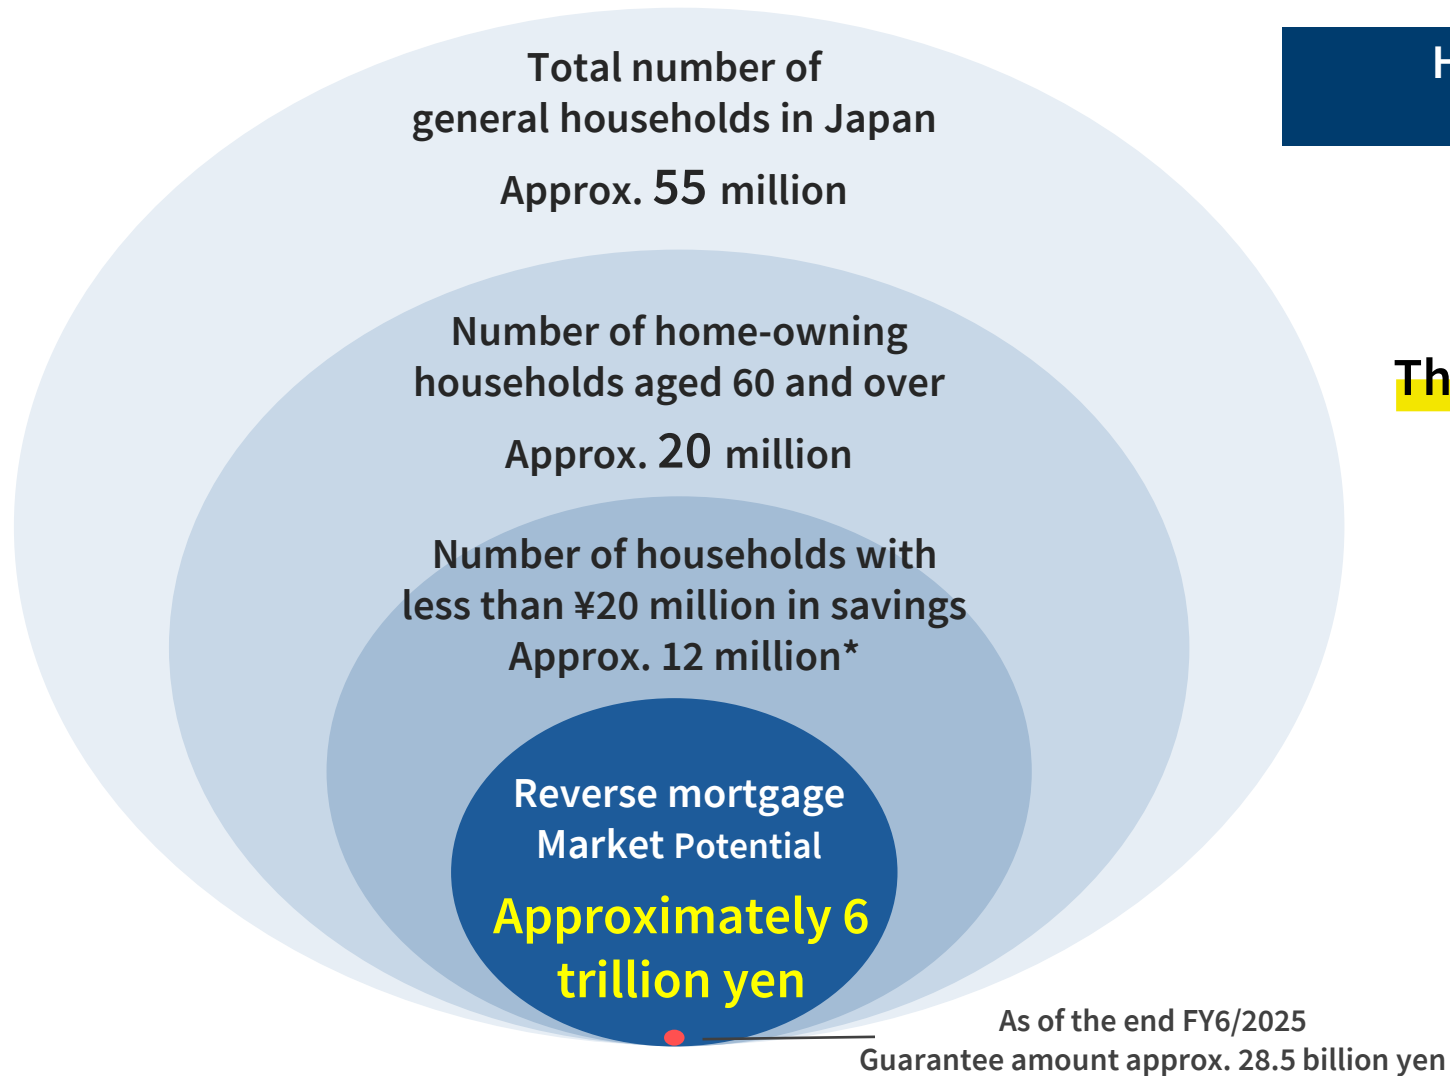 Total number of
general households in Japan
Approx. 55 million
Number of home-owning
households aged 60 and over
Approx. 20 million
Number of households with
less than ¥20 million in savings
Approx. 12 million*
Reverse mortgage
Market Potential
Approximately 6
trillion yen
As of the end FY6/2025
Guarantee amount approx. 28.5 billion yen